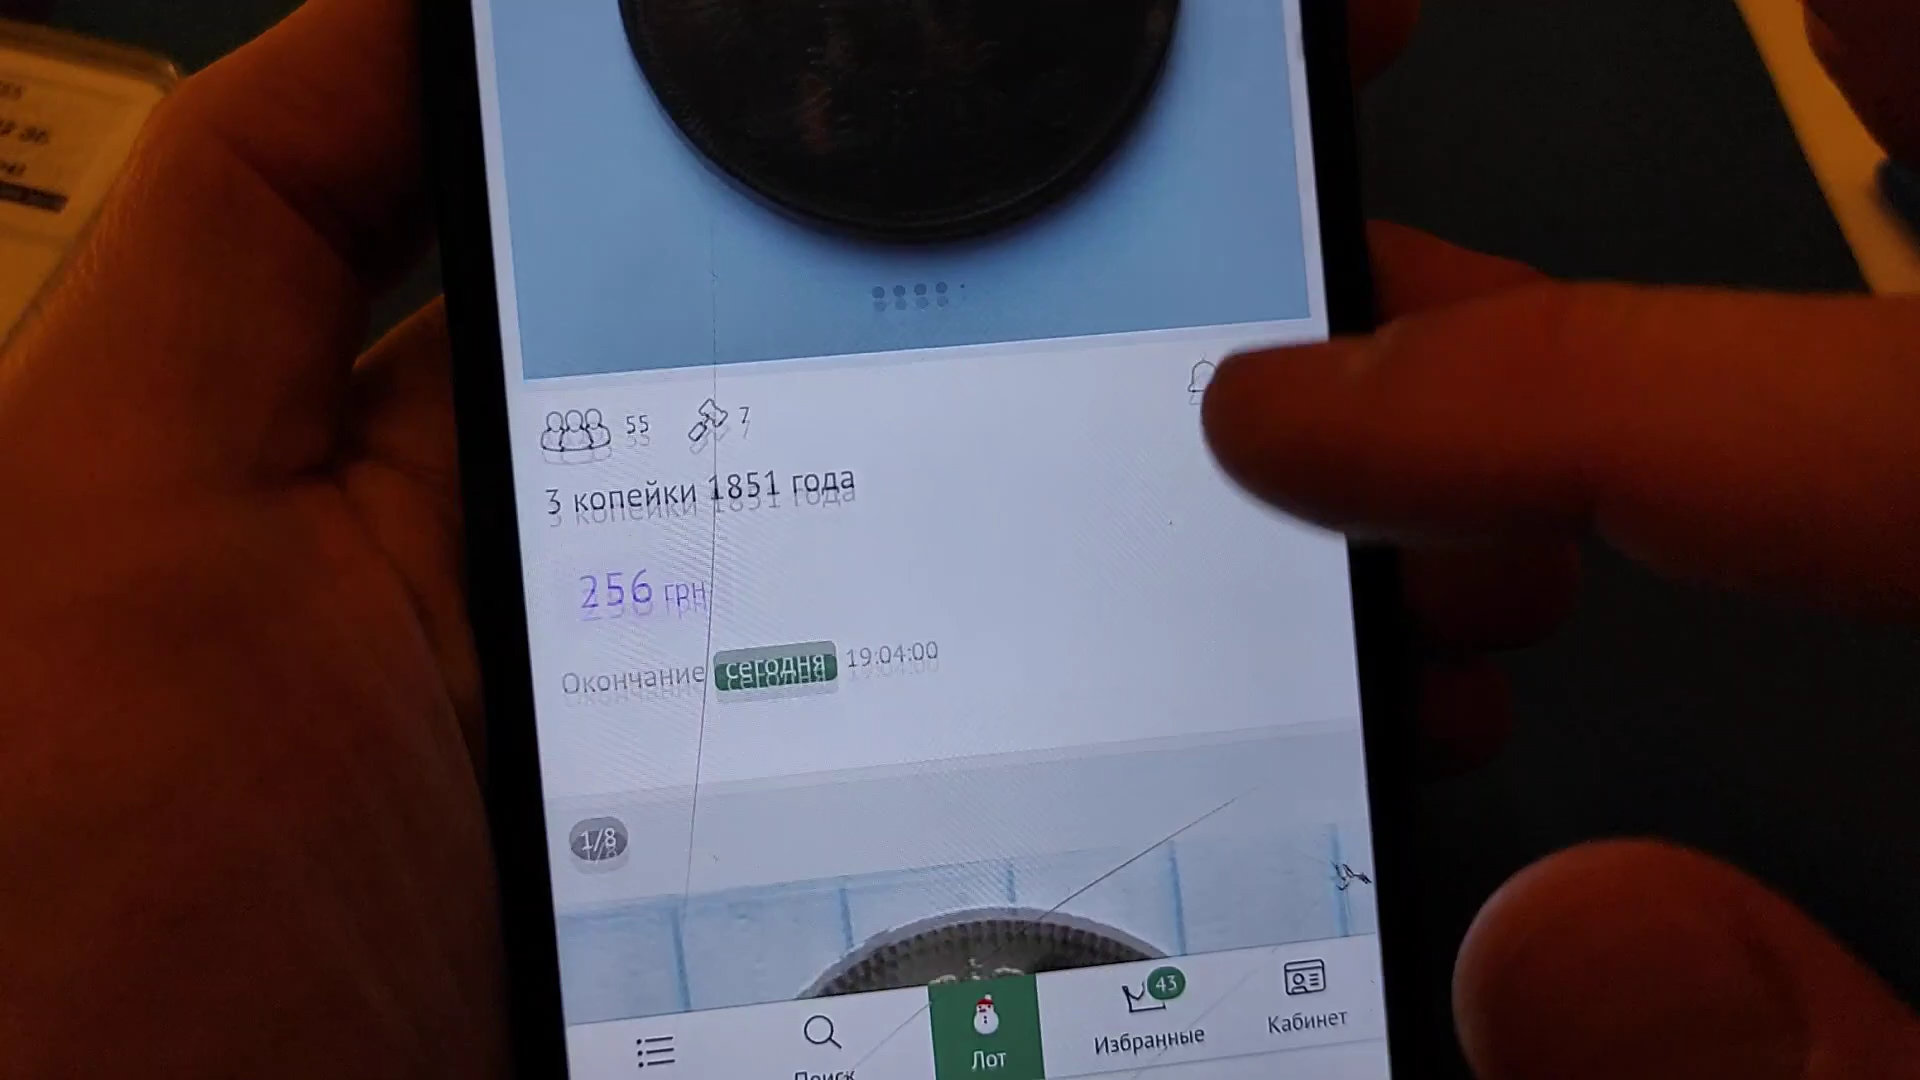 55 7
3 копейки 1851 года
256 грн
Окончание сегодня 19:04:00
1/8
43
Поиск
Лот
Избранные
Кабинет